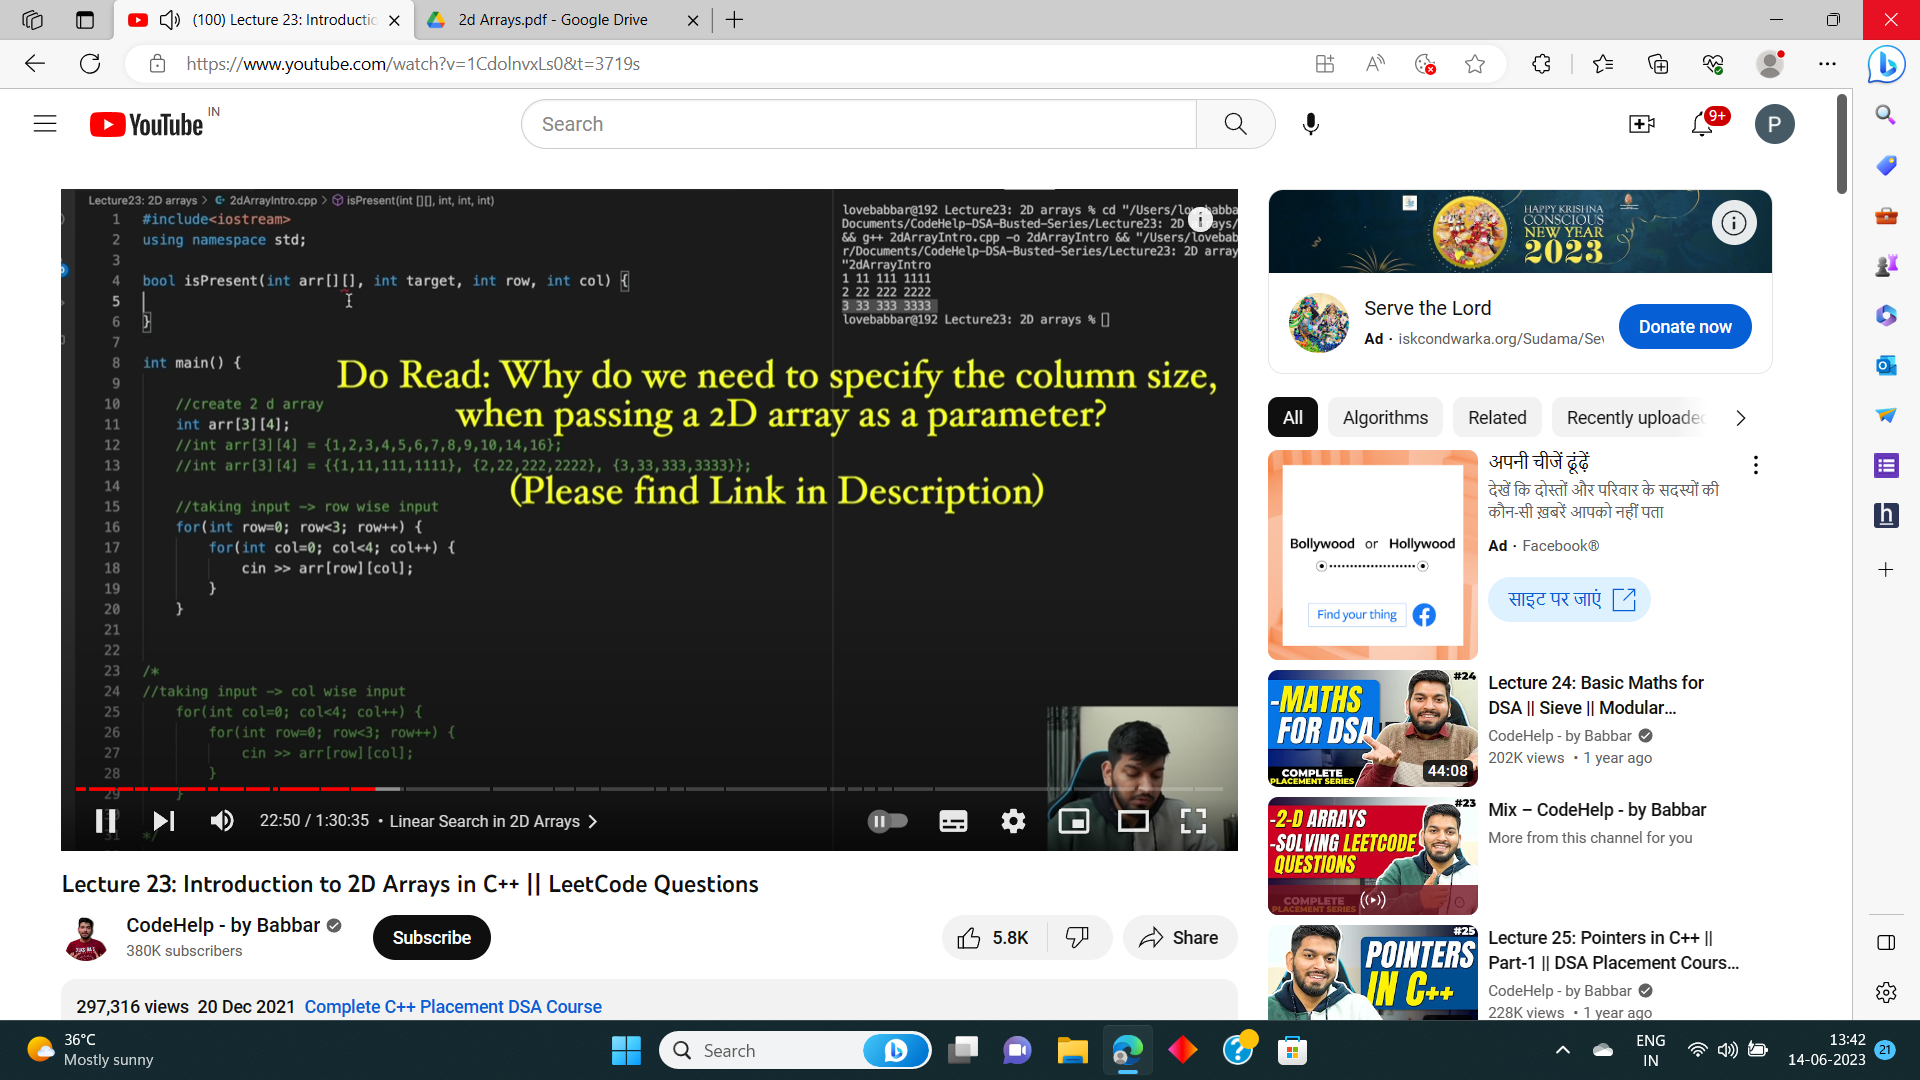 (100) Lecture 23: Introductic
2d Arrays.pdf - Google Drive
https://www.youtube.com/watch?v=1CdolnvxLs0&t=3719s
YouTube IN
Search
9+
P
Lecture23: 2D arrays > 2dArrayIntro.cpp > isPresent(int [][], int, int, int)
1 #include<iostream>
2 using namespace std;
3
4 bool isPresent(int arr[][], int target, int row, int col) {
5
6 }
7
8 int main() {
9
10 //create 2 d array
11 int arr[3][4];
12 //int arr[3][4] = {1,2,3,4,5,6,7,8,9,10,14,16};
13 //int arr[3][4] = {{1,11,111,1111}, {2,22,222,2222}, {3,33,333,3333}};
14
15 //taking input -> row wise input
16 for(int row=0; row<3; row++) {
17 for(int col=0; col<4; col++) {
18 cin >> arr[row][col];
19 }
20 }
21
22
23 /*
24 //taking input -> col wise input
25 for(int col=0; col<4; col++) {
26 for(int row=0; row<3; row++) {
27 cin >> arr[row][col];
28 }
29 }
31 */
lovebabbar@192 Lecture23: 2D arrays % cd "/Users/lovebabba
Documents/CodeHelp-DSA-Busted-Series/Lecture23: 2D arrays/
&& g++ 2dArrayIntro.cpp -o 2dArrayIntro && "/Users/lovebab
r/Documents/CodeHelp-DSA-Busted-Series/Lecture23: 2D array
"2dArrayIntro
1 11 111 1111
2 22 222 2222
3 33 333 3333
lovebabbar@192 Lecture23: 2D arrays %
Do Read: Why do we need to specify the column size,
when passing a 2D array as a parameter?
(Please find Link in Description)
22:50 / 1:30:35 • Linear Search in 2D Arrays >
Lecture 23: Introduction to 2D Arrays in C++ || LeetCode Questions
CodeHelp - by Babbar
380K subscribers
Subscribe
5.8K
Share
297,316 views 20 Dec 2021 Complete C++ Placement DSA Course
HAPPY KRISHNA
CONSCIOUS
NEW YEAR
2023
Serve the Lord
Ad · iskcondwarka.org/Sudama/Sev
Donate now
All
Algorithms
Related
Recently uploaded
Bollywood or Hollywood
Find your thing
अपनी चीजें ढूंढ़ें
देखें कि दोस्तों और परिवार के सदस्यों की
कौन-सी ख़बरें आपको नहीं पता
Ad · Facebook®
साइट पर जाएं
#24
-MATHS
FOR DSA
COMPLETE
PLACEMENT SERIES
44:08
Lecture 24: Basic Maths for
DSA || Sieve || Modular...
CodeHelp - by Babbar
202K views • 1 year ago
#23
-2-D ARRAYS
-SOLVING LEETCODE
QUESTIONS
COMPLETE
PLACEMENT SERIES
Mix – CodeHelp - by Babbar
More from this channel for you
#25
POINTERS
IN C++
Lecture 25: Pointers in C++ ||
Part-1 || DSA Placement Cours...
CodeHelp - by Babbar
228K views • 1 year ago
36°C
Mostly sunny
Search
ENG
IN
13:42
14-06-2023
21